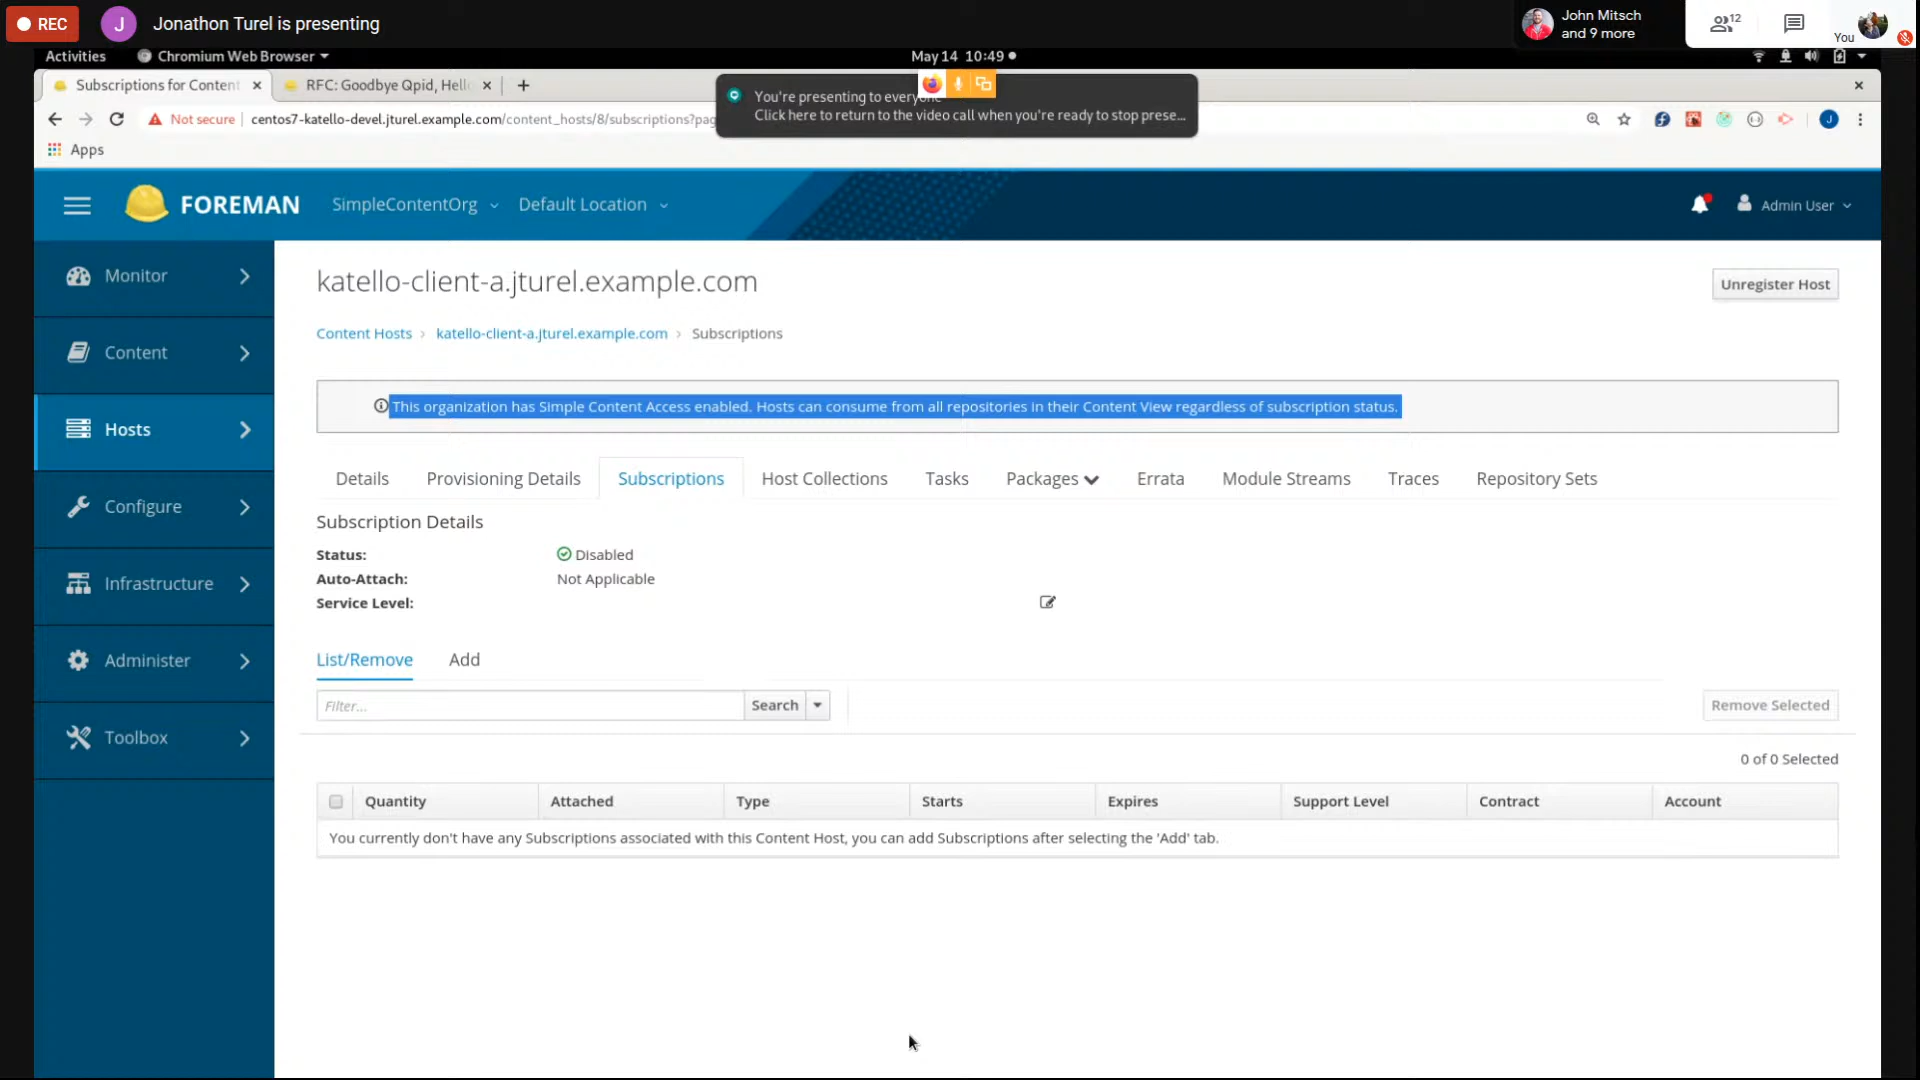 REC
J
Jonathon Turel is presenting
John Mitsch
and 9 more
12
You
Activities
Chromium Web Browser
May 14 10:49
Subscriptions for Content
RFC: Goodbye Qpid, Hell
You're presenting to everyone
Click here to return to the video call when you're ready to stop prese...
Not secure
centos7-katello-devel.jturel.example.com/content_hosts/8/subscriptions?pag
J
Apps
FOREMAN
SimpleContentOrg
Default Location
Admin User
Monitor
Content
Hosts
Configure
Infrastructure
Administer
Toolbox
katello-client-a.jturel.example.com
Unregister Host
Content Hosts › katello-client-a.jturel.example.com › Subscriptions
This organization has Simple Content Access enabled. Hosts can consume from all repositories in their Content View regardless of subscription status.
Details Provisioning Details Subscriptions Host Collections Tasks Packages Errata Module Streams Traces Repository Sets
Subscription Details
Status: Disabled
Auto-Attach: Not Applicable
Service Level:
List/Remove Add
Filter... Search
Remove Selected
0 of 0 Selected
Quantity Attached Type Starts Expires Support Level Contract Account
You currently don't have any Subscriptions associated with this Content Host, you can add Subscriptions after selecting the 'Add' tab.